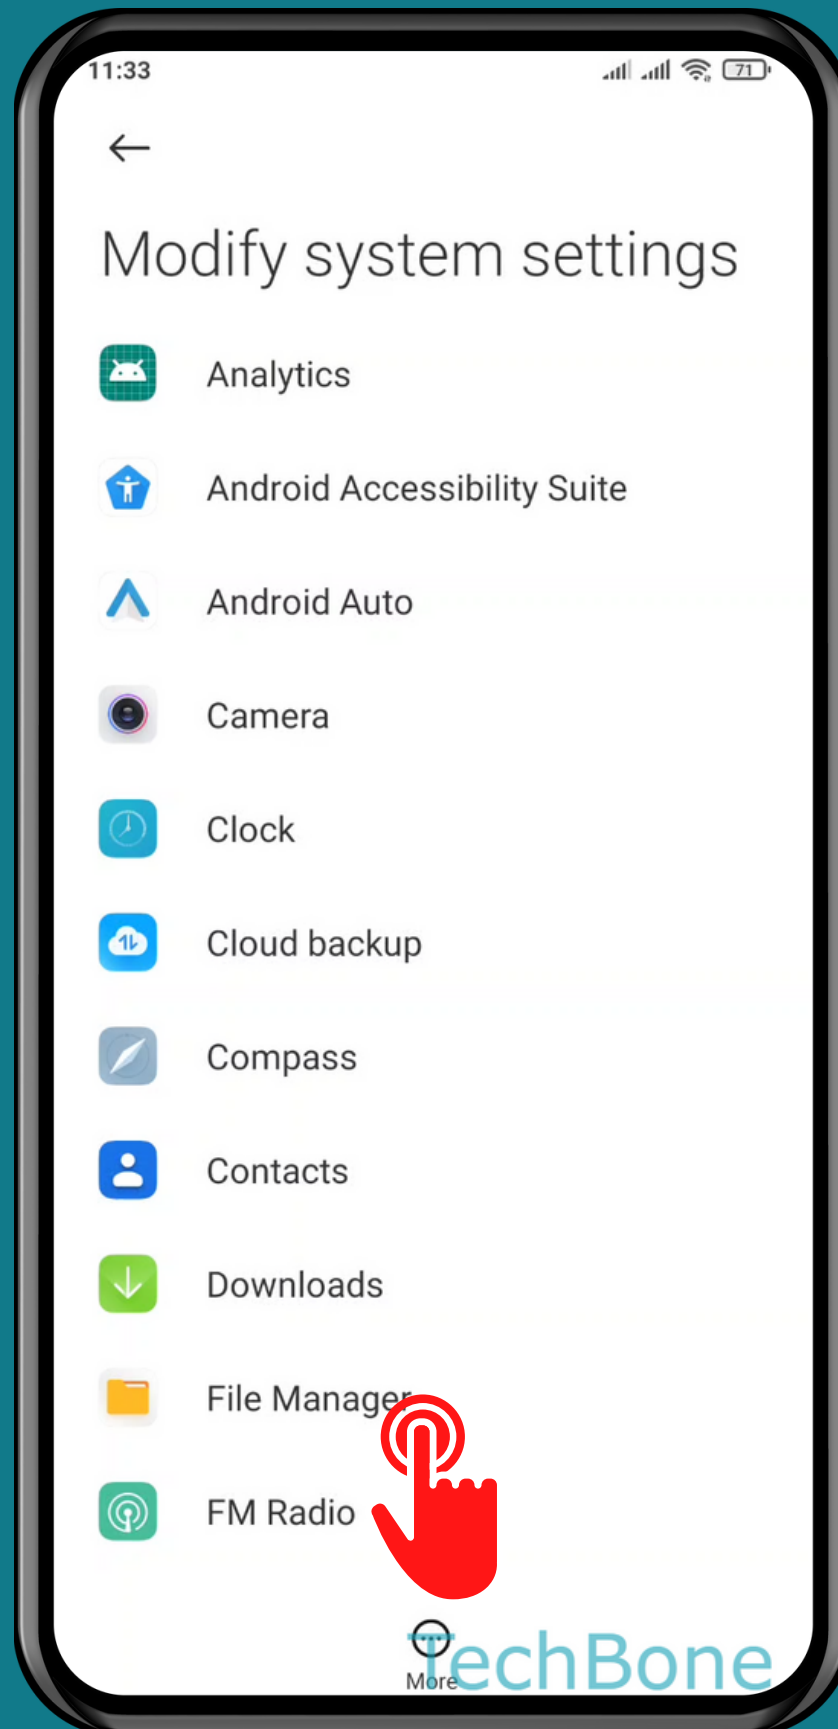 11:33
71
Modify system settings
Analytics
Android Accessibility Suite
Android Auto
Camera
Clock
Cloud backup
Compass
Contacts
Downloads
File Manager
FM Radio
More
TechBone